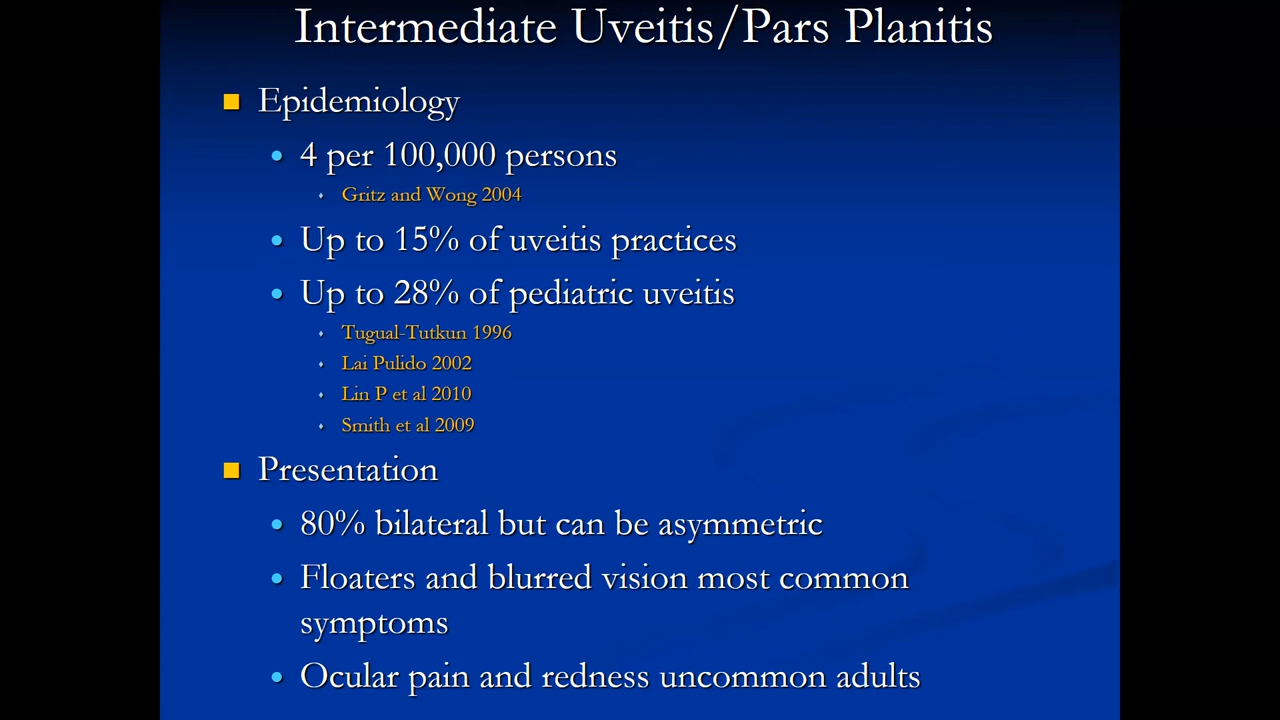 Intermediate Uveitis/Pars Planitis
Epidemiology
4 per 100,000 persons
Gritz and Wong 2004
Up to 15% of uveitis practices
Up to 28% of pediatric uveitis
Tugual-Tutkun 1996
Lai Pulido 2002
Lin P et al 2010
Smith et al 2009
Presentation
80% bilateral but can be asymmetric
Floaters and blurred vision most common
symptoms
Ocular pain and redness uncommon adults